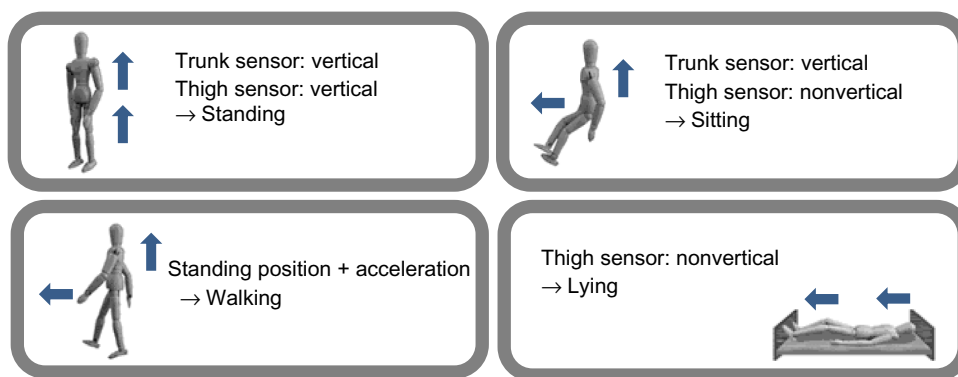 Trunk sensor: vertical
Thigh sensor: vertical
→ Standing
Trunk sensor: vertical
Thigh sensor: nonvertical
→ Sitting
Standing position + acceleration
→ Walking
Thigh sensor: nonvertical
→ Lying